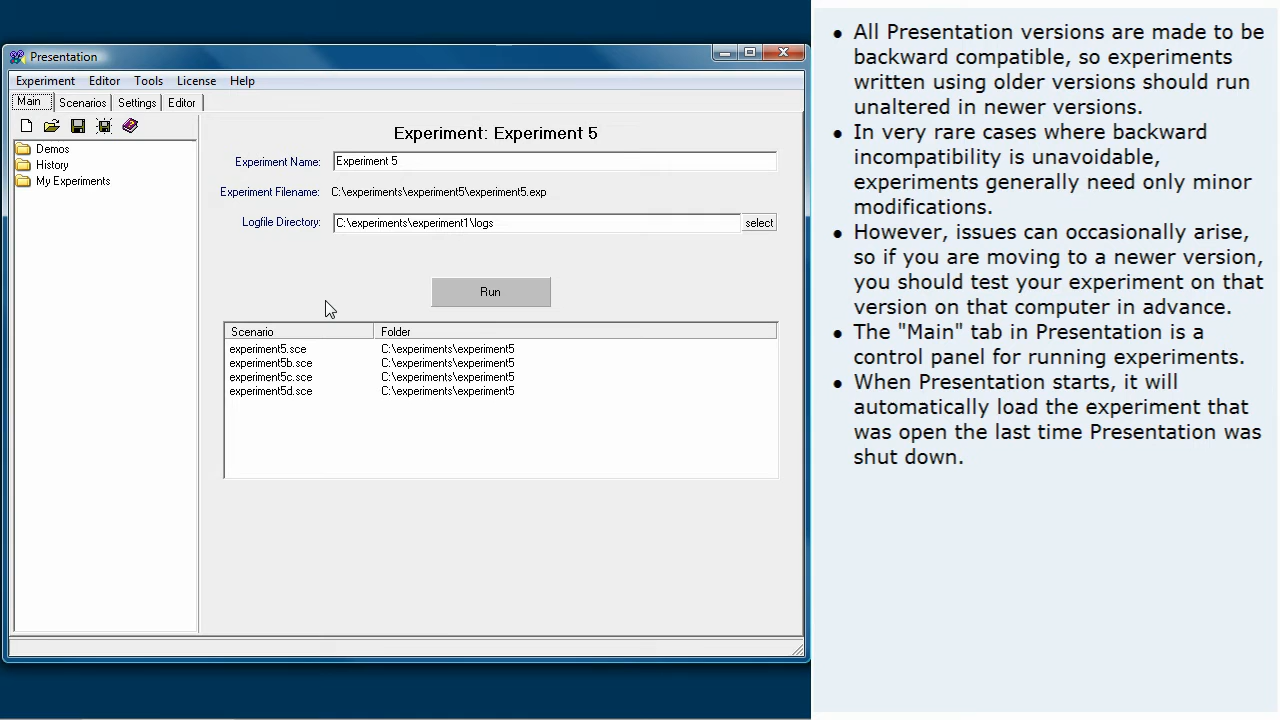 Presentation
Experiment Editor Tools License Help
Main Scenarios Settings Editor
Demos
History
My Experiments
Experiment: Experiment 5
Experiment Name: Experiment 5
Experiment Filename: C:\experiments\experiment5\experiment5.exp
Logfile Directory: C:\experiments\experiment1\logs select
Run
Scenario Folder
experiment5.sce C:\experiments\experiment5
experiment5b.sce C:\experiments\experiment5
experiment5c.sce C:\experiments\experiment5
experiment5d.sce C:\experiments\experiment5
• All Presentation versions are made to be
backward compatible, so experiments
written using older versions should run
unaltered in newer versions.
• In very rare cases where backward
incompatibility is unavoidable,
experiments generally need only minor
modifications.
• However, issues can occasionally arise,
so if you are moving to a newer version,
you should test your experiment on that
version on that computer in advance.
• The "Main" tab in Presentation is a
control panel for running experiments.
• When Presentation starts, it will
automatically load the experiment that
was open the last time Presentation was
shut down.